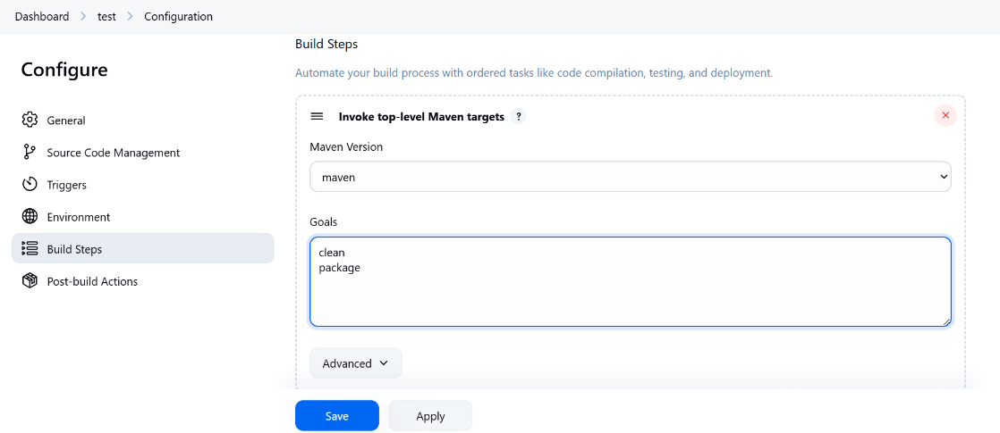 Dashboard > test > Configuration
Configure
General
Source Code Management
Triggers
Environment
Build Steps
Post-build Actions
Build Steps
Automate your build process with ordered tasks like code compilation, testing, and deployment.
Invoke top-level Maven targets ?
Maven Version
maven
Goals
clean
package
Advanced
Save Apply